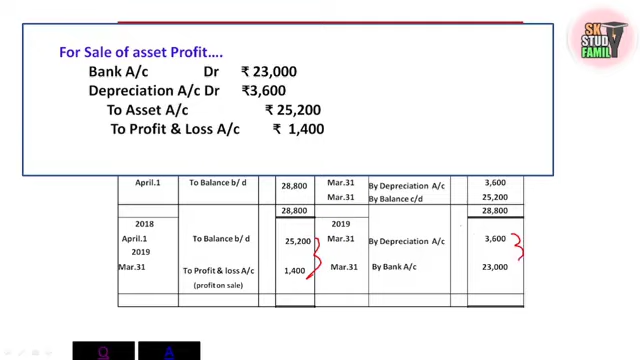 SK
STUDY
FAMILY
For Sale of asset Profit....
Bank A/c Dr ₹ 23,000
Depreciation A/c Dr ₹3,600
To Asset A/c ₹ 25,200
To Profit & Loss A/c ₹ 1,400
April.1 To Balance b/d 28,800 Mar.31 By Depreciation A/c 3,600
Mar.31 By Balance c/d 25,200
28,800 28,800
2018 2019
April.1 To Balance b/d 25,200 Mar.31 By Depreciation A/c 3,600
2019
Mar.31 To Profit & loss A/c 1,400 Mar.31 By Bank A/c 23,000
(profit on sale)
Q A